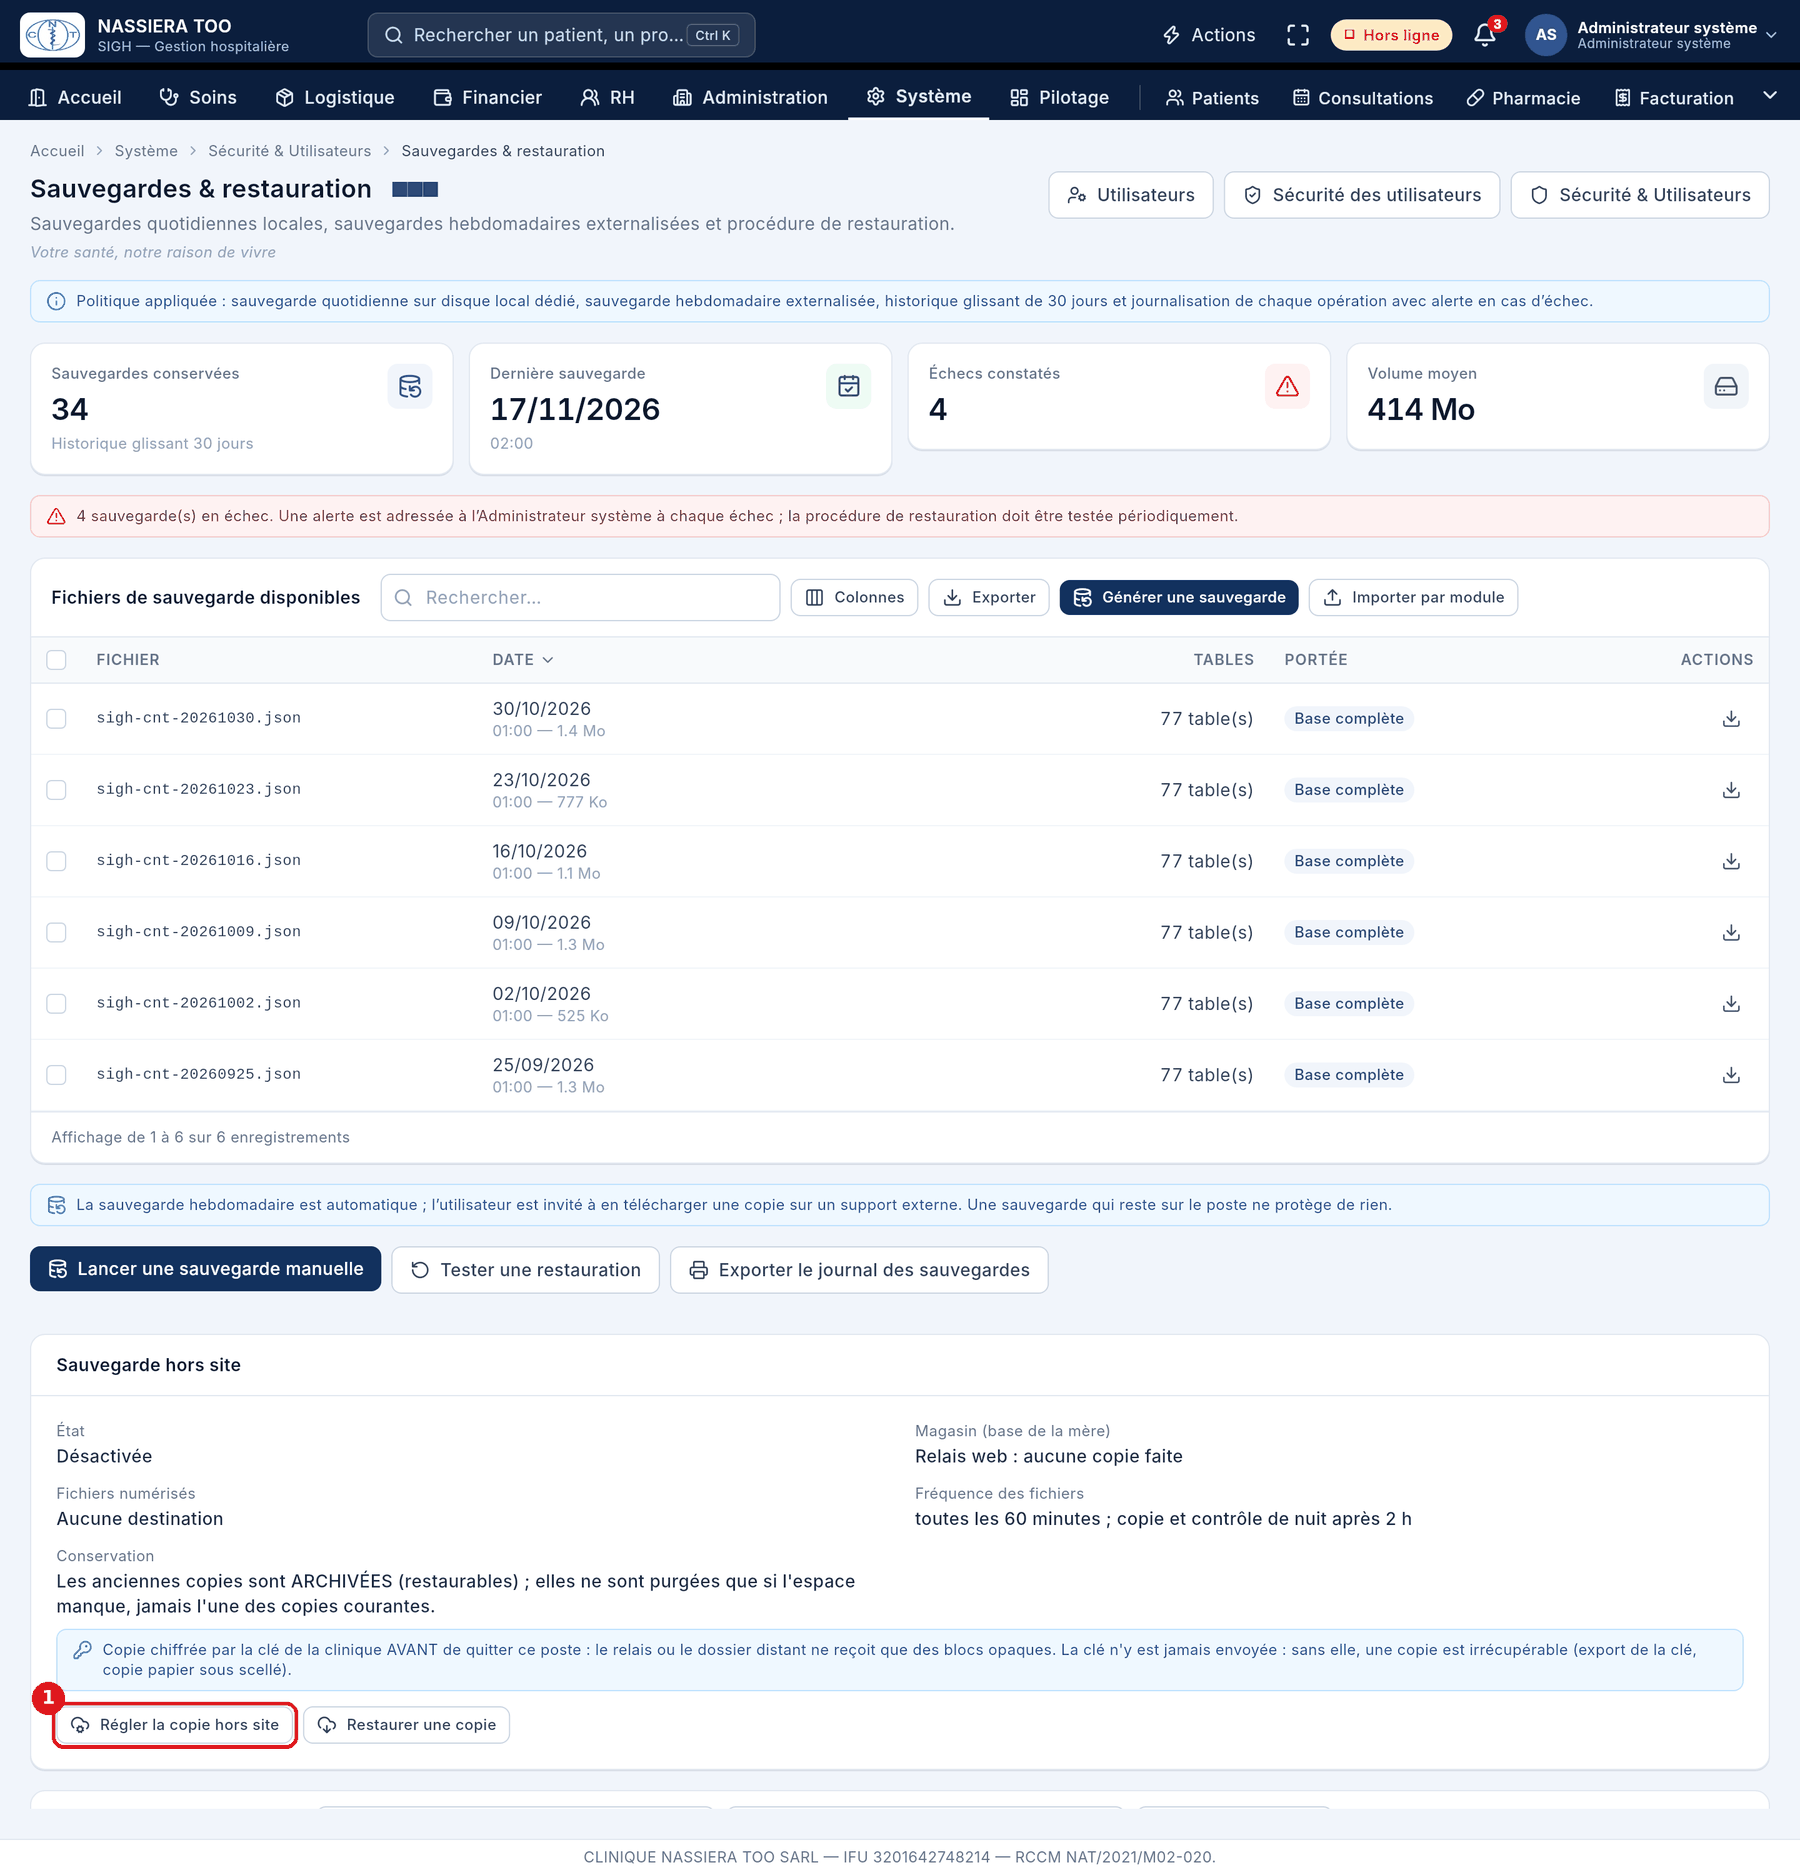 NASSIERA TOO
SIGH — Gestion hospitalière
Rechercher un patient, un pro... Ctrl K
Actions
Hors ligne
3
AS
Administrateur système
Administrateur système
Accueil
Soins
Logistique
Financier
RH
Administration
Système
Pilotage
Patients
Consultations
Pharmacie
Facturation
Accueil > Système > Sécurité & Utilisateurs > Sauvegardes & restauration
Sauvegardes & restauration
Utilisateurs
Sécurité des utilisateurs
Sécurité & Utilisateurs
Sauvegardes quotidiennes locales, sauvegardes hebdomadaires externalisées et procédure de restauration.
Votre santé, notre raison de vivre
Politique appliquée : sauvegarde quotidienne sur disque local dédié, sauvegarde hebdomadaire externalisée, historique glissant de 30 jours et journalisation de chaque opération avec alerte en cas d’échec.
Sauvegardes conservées
34
Historique glissant 30 jours
Dernière sauvegarde
17/11/2026
02:00
Échecs constatés
4
Volume moyen
414 Mo
4 sauvegarde(s) en échec. Une alerte est adressée à l’Administrateur système à chaque échec ; la procédure de restauration doit être testée périodiquement.
Fichiers de sauvegarde disponibles
Rechercher...
Colonnes
Exporter
Générer une sauvegarde
Importer par module
FICHIER DATE TABLES PORTÉE ACTIONS
sigh-cnt-20261030.json 30/10/2026 77 table(s) Base complète
01:00 — 1.4 Mo
sigh-cnt-20261023.json 23/10/2026 77 table(s) Base complète
01:00 — 777 Ko
sigh-cnt-20261016.json 16/10/2026 77 table(s) Base complète
01:00 — 1.1 Mo
sigh-cnt-20261009.json 09/10/2026 77 table(s) Base complète
01:00 — 1.3 Mo
sigh-cnt-20261002.json 02/10/2026 77 table(s) Base complète
01:00 — 525 Ko
sigh-cnt-20260925.json 25/09/2026 77 table(s) Base complète
01:00 — 1.3 Mo
Affichage de 1 à 6 sur 6 enregistrements
La sauvegarde hebdomadaire est automatique ; l’utilisateur est invité à en télécharger une copie sur un support externe. Une sauvegarde qui reste sur le poste ne protège de rien.
Lancer une sauvegarde manuelle
Tester une restauration
Exporter le journal des sauvegardes
Sauvegarde hors site
État
Désactivée
Magasin (base de la mère)
Relais web : aucune copie faite
Fichiers numérisés
Aucune destination
Fréquence des fichiers
toutes les 60 minutes ; copie et contrôle de nuit après 2 h
Conservation
Les anciennes copies sont ARCHIVÉES (restaurables) ; elles ne sont purgées que si l'espace
manque, jamais l'une des copies courantes.
Copie chiffrée par la clé de la clinique AVANT de quitter ce poste : le relais ou le dossier distant ne reçoit que des blocs opaques. La clé n'y est jamais envoyée : sans elle, une copie est irrécupérable (export de la clé,
copie papier sous scellé).
1
Régler la copie hors site
Restaurer une copie
CLINIQUE NASSIERA TOO SARL — IFU 3201642748214 — RCCM NAT/2021/M02-020.